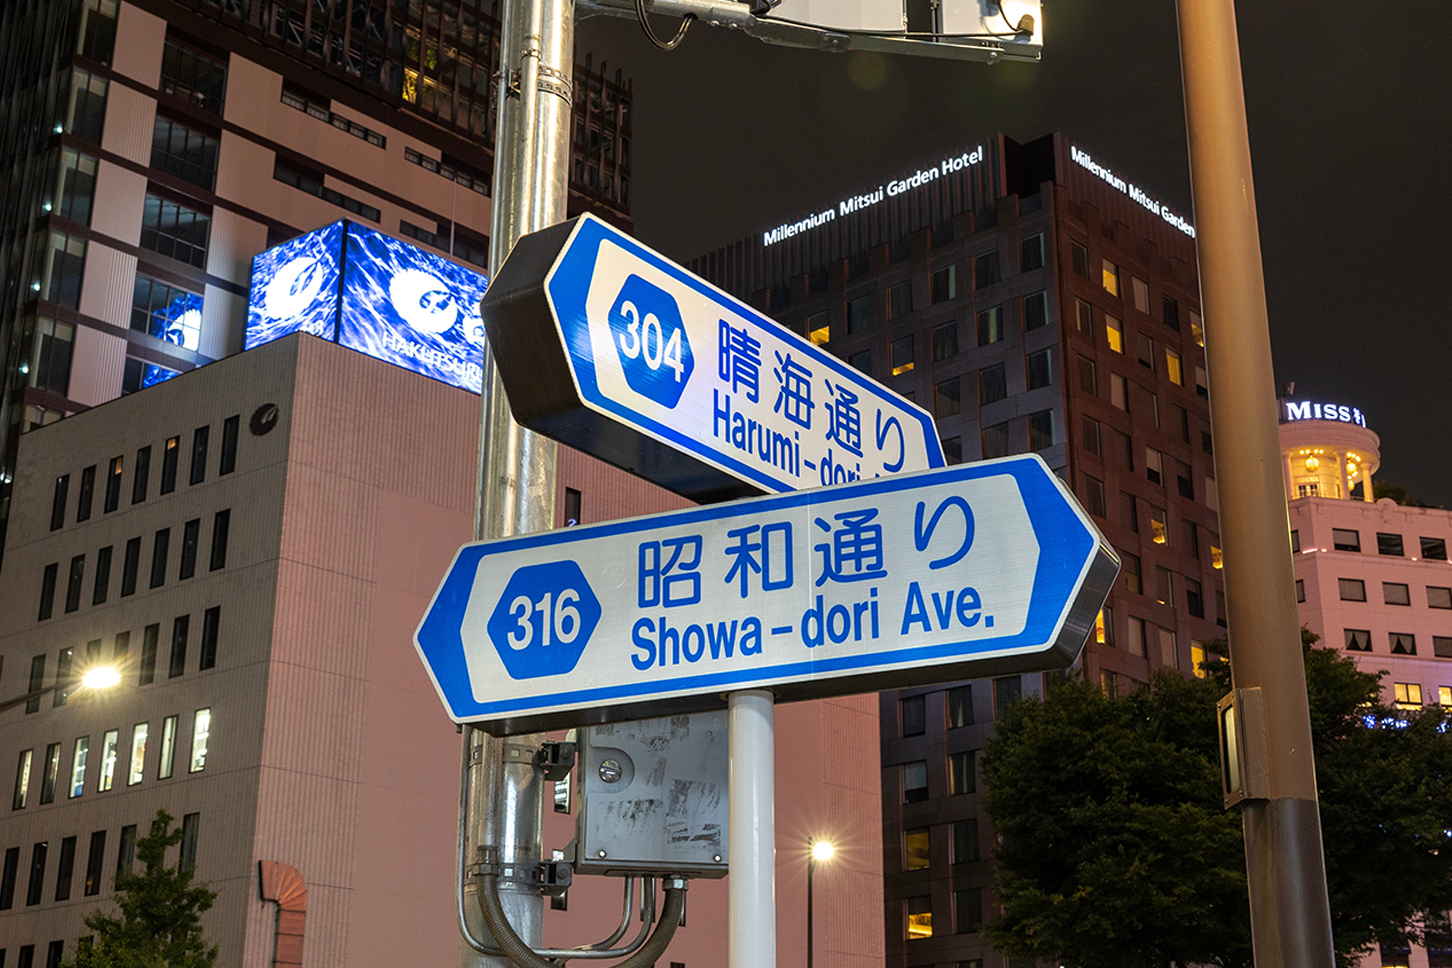 Millennium Mitsui Garden Hotel
Millennium Mitsui Garden
HAKUTSURU
MISS
304
晴海通り
Harumi-dori
316
昭和通り
Showa-dori Ave.